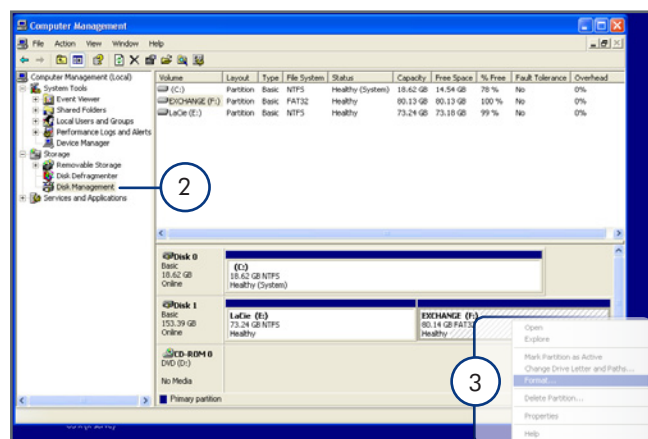 Computer Management
File Action View Window Help
Computer Management (Local)
System Tools
Event Viewer
Shared Folders
Local Users and Groups
Performance Logs and Alerts
Device Manager
Storage
Removable Storage
Disk Defragmenter
Disk Management
Services and Applications
2
Volume Layout Type File System Status Capacity Free Space % Free Fault Tolerance Overhead
(C:) Partition Basic NTFS Healthy (System) 18.62 GB 14.54 GB 78 % No 0%
EXCHANGE (F:) Partition Basic FAT32 Healthy 80.13 GB 80.13 GB 100 % No 0%
LaCie (E:) Partition Basic NTFS Healthy 73.24 GB 73.18 GB 99 % No 0%
Disk 0
Basic
18.62 GB
Online
(C:)
18.62 GB NTFS
Healthy (System)
Disk 1
Basic
153.39 GB
Online
LaCie (E:)
73.24 GB NTFS
Healthy
EXCHANGE (F:)
80.14 GB FAT32
Healthy
CD-ROM 0
DVD (D:)
No Media
Primary partition
3
Open
Explore
Mark Partition as Active
Change Drive Letter and Paths...
Format...
Delete Partition...
Properties
Help